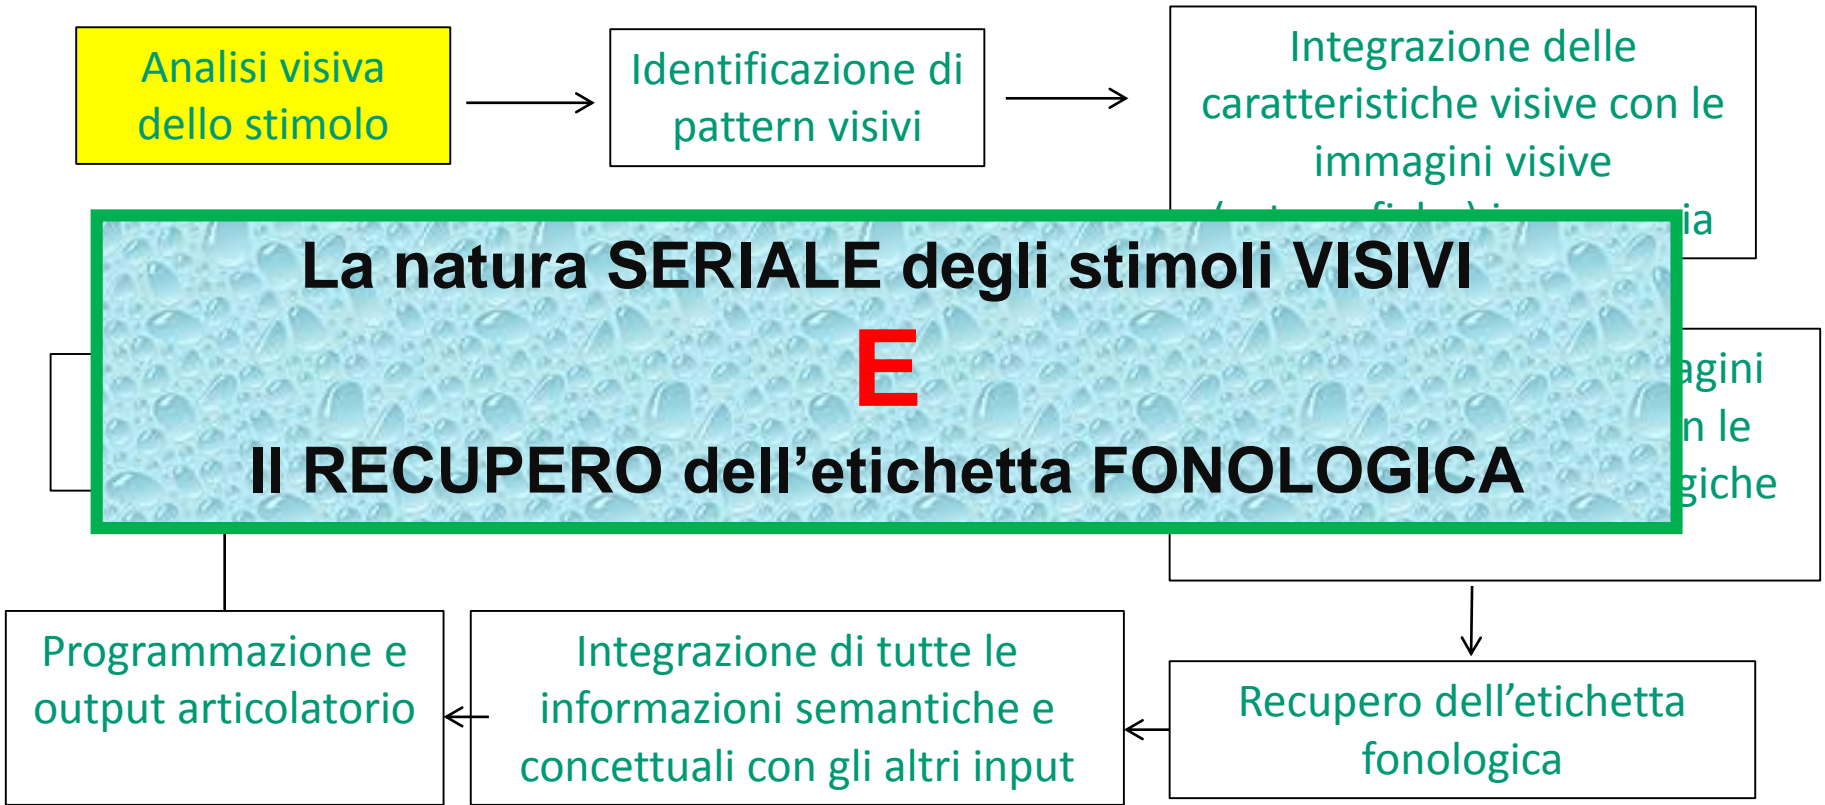 Analisi visiva
dello stimolo
Identificazione di
pattern visivi
Integrazione delle
caratteristiche visive con le
immagini visive
La natura SERIALE degli stimoli VISIVI
E
Il RECUPERO dell’etichetta FONOLOGICA
le
Programmazione e
output articolatorio
Integrazione di tutte le
informazioni semantiche e
concettuali con gli altri input
Recupero dell’etichetta
fonologica